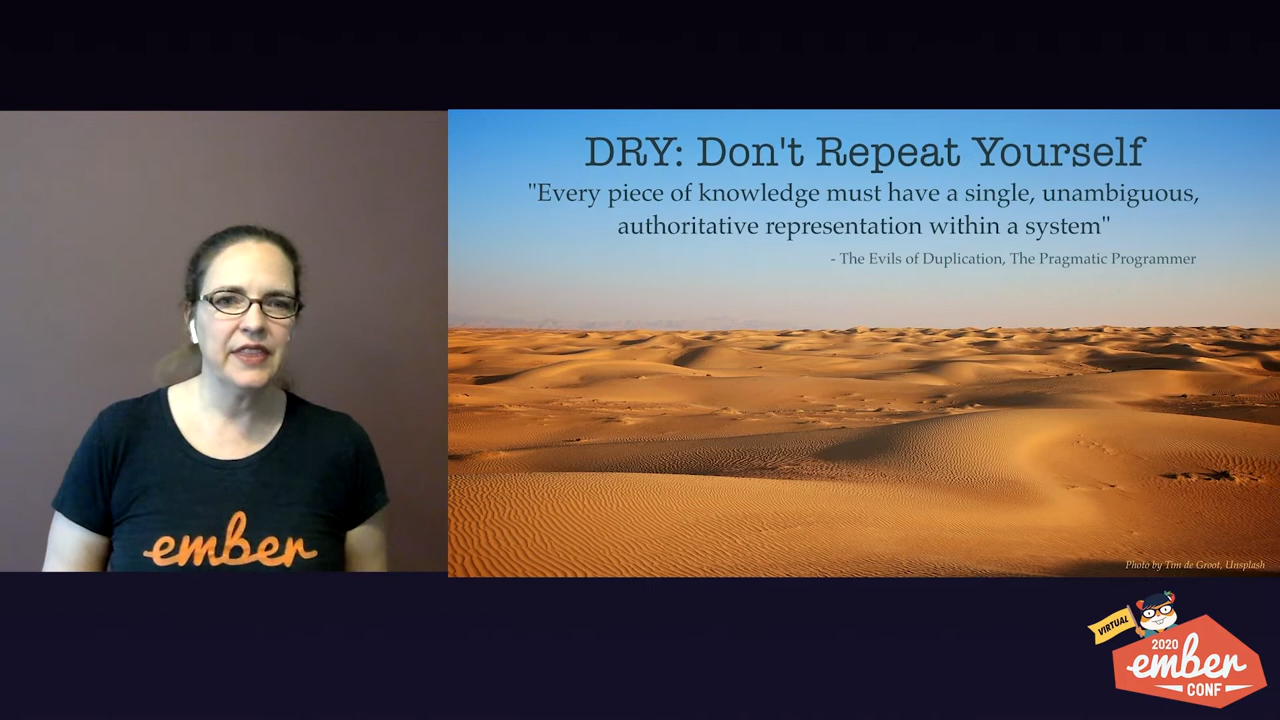 DRY: Don't Repeat Yourself
"Every piece of knowledge must have a single, unambiguous,
authoritative representation within a system"
- The Evils of Duplication, The Pragmatic Programmer
ember
Photo by Tim de Groot, Unsplash
VIRTUAL
2020
ember
CONF